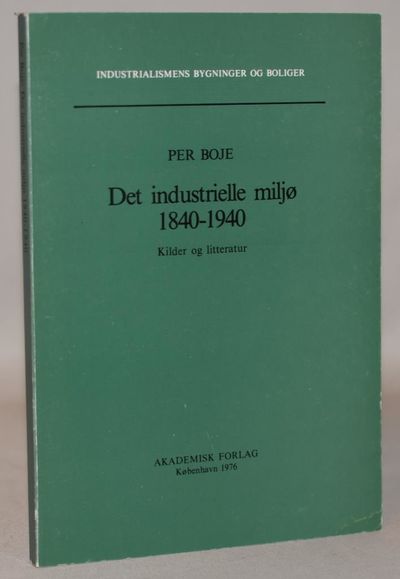 INDUSTRIALISMENS BYGNINGER OG BOLIGER
PER BOJE
Det industrielle miljø
1840-1940
Kilder og litteratur
AKADEMISK FORLAG
København 1976